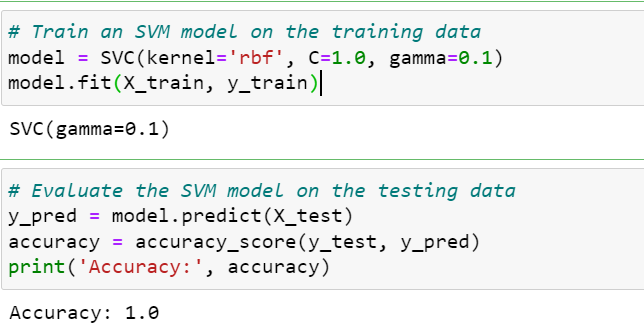 # Train an SVM model on the training data
model = SVC(kernel='rbf', C=1.0, gamma=0.1)
model.fit(X_train, y_train)
SVC(gamma=0.1)
# Evaluate the SVM model on the testing data
y_pred = model.predict(X_test)
accuracy = accuracy_score(y_test, y_pred)
print('Accuracy:', accuracy)
Accuracy: 1.0